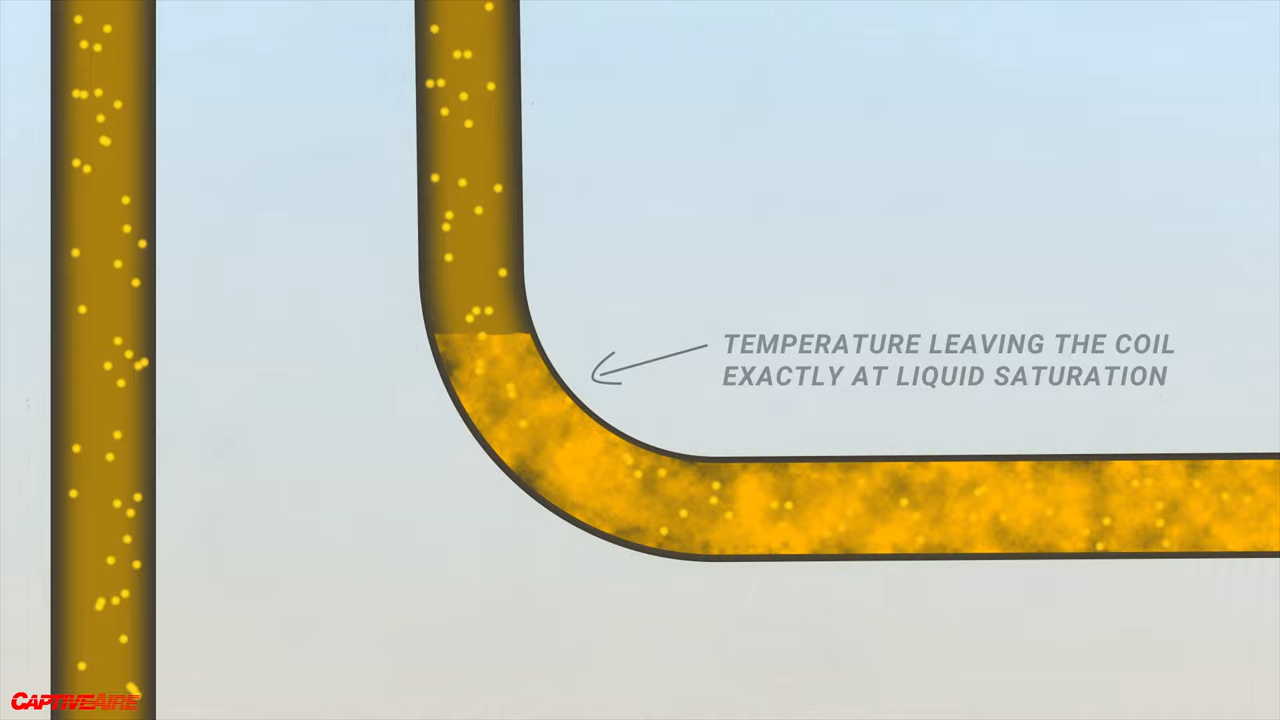 TEMPERATURE LEAVING THE COIL
EXACTLY AT LIQUID SATURATION
CAPTIVEAIRE